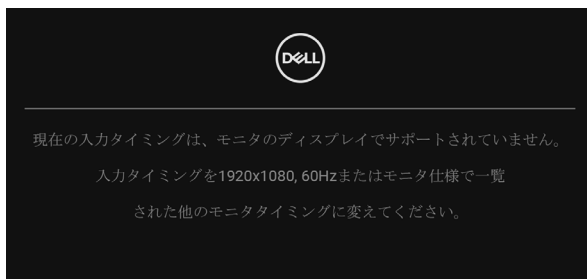 DELL
現在の入力タイミングは、モニタのディスプレイでサポートされていません。
入力タイミングを1920x1080, 60Hzまたはモニタ仕様で一覧
された他のモニタタイミングに変えてください。